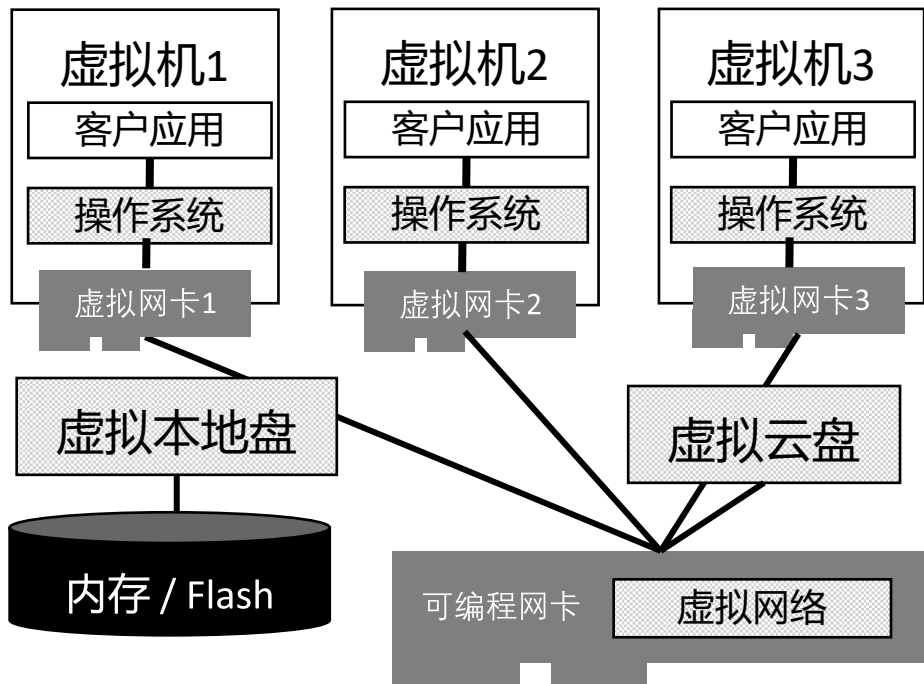 虚拟机1
虚拟机2
虚拟机3
客户应用
客户应用
客户应用
操作系统
操作系统
操作系统
虚拟网卡1
虚拟网卡2
虚拟网卡3
虚拟本地盘
虚拟云盘
内存 / Flash
可编程网卡
虚拟网络